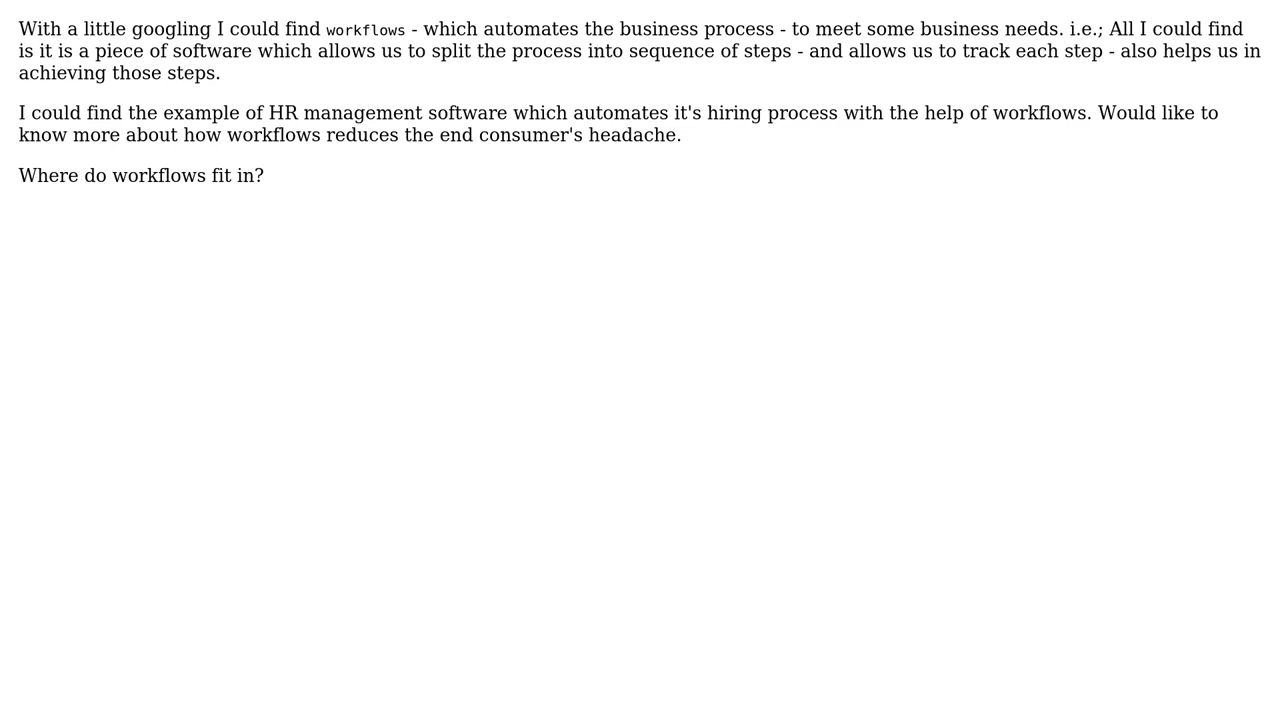 With a little googling I could find workflows - which automates the business process - to meet some business needs. i.e.; All I could find
is it is a piece of software which allows us to split the process into sequence of steps - and allows us to track each step - also helps us in
achieving those steps.
I could find the example of HR management software which automates it's hiring process with the help of workflows. Would like to
know more about how workflows reduces the end consumer's headache.
Where do workflows fit in?